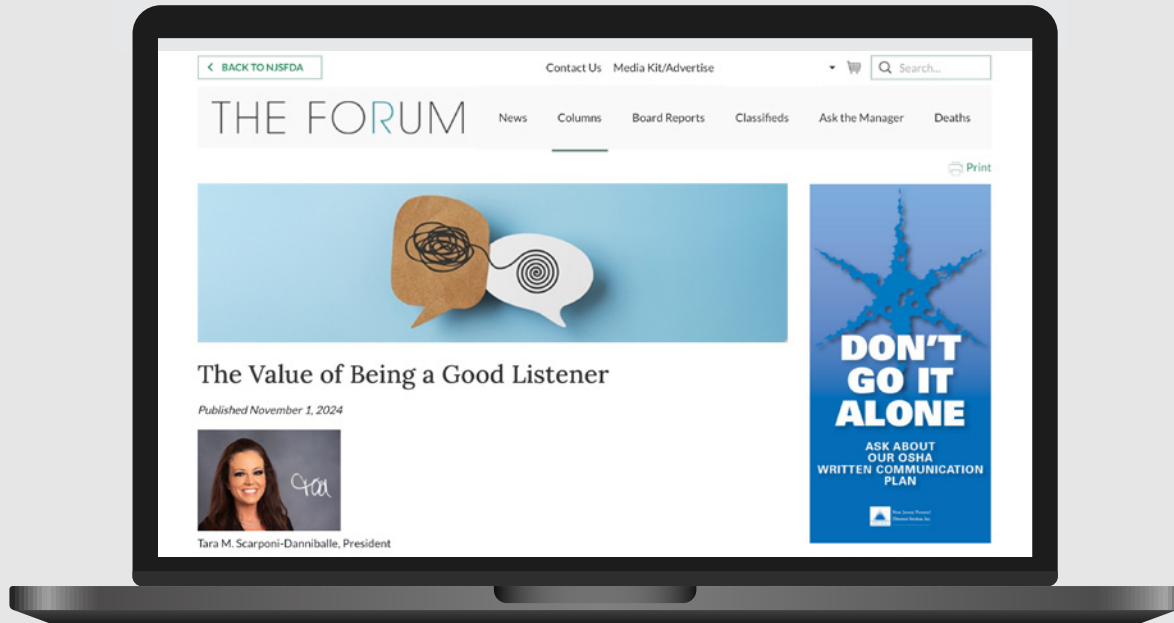 BACK TO NJSFDA
Contact Us Media Kit/Advertise
Search...
THE FORUM
News Columns Board Reports Classifieds Ask the Manager Deaths
Print
DON'T
GO IT
ALONE
ASK ABOUT
OUR OSHA
WRITTEN COMMUNICATION
PLAN
The Value of Being a Good Listener
Published November 1, 2024
Tara M. Scarponi-Danniballe, President